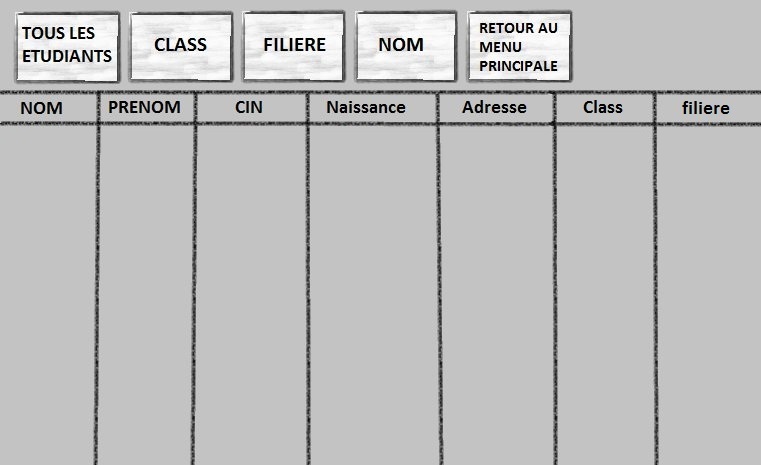 TOUS LES
ETUDIANTS
CLASS
FILIERE
NOM
RETOUR AU
MENU
PRINCIPALE
NOM PRENOM CIN Naissance Adresse Class filiere